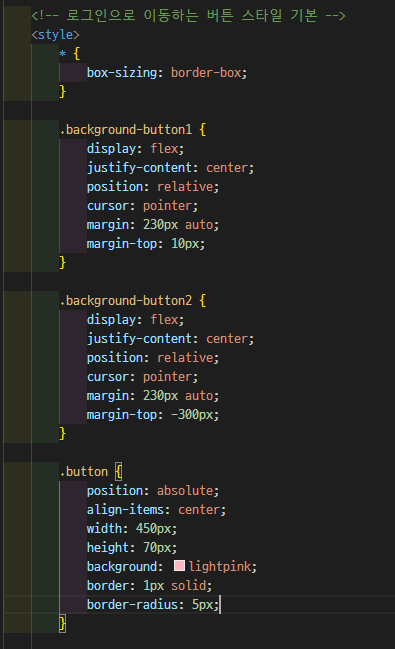 <!-- 로그인으로 이동하는 버튼 스타일 기본 -->
<style>
* {
box-sizing: border-box;
}
.background-button1 {
display: flex;
justify-content: center;
position: relative;
cursor: pointer;
margin: 230px auto;
margin-top: 10px;
}
.background-button2 {
display: flex;
justify-content: center;
position: relative;
cursor: pointer;
margin: 230px auto;
margin-top: -300px;
}
.button {
position: absolute;
align-items: center;
width: 450px;
height: 70px;
background: lightpink;
border: 1px solid;
border-radius: 5px;
}